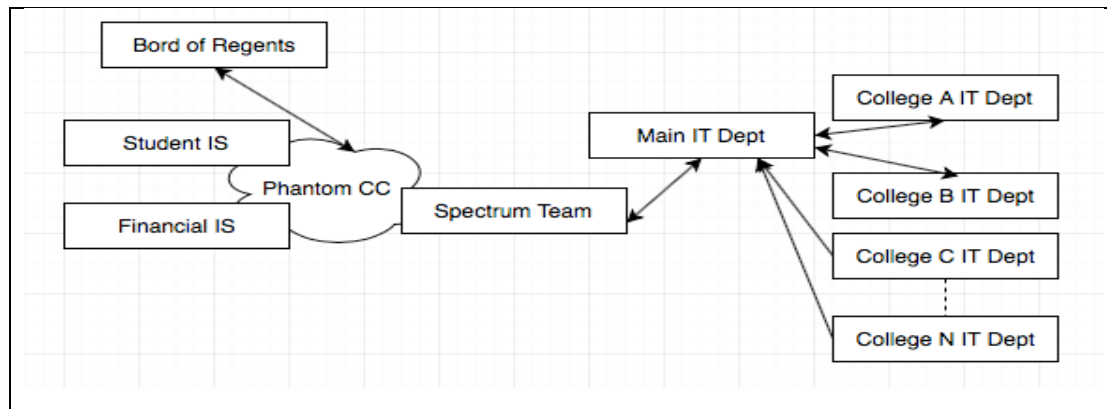 Bord of Regents
Student IS
Phantom CC
Financial IS
Spectrum Team
Main IT Dept
College A IT Dept
College B IT Dept
College C IT Dept
College N IT Dept